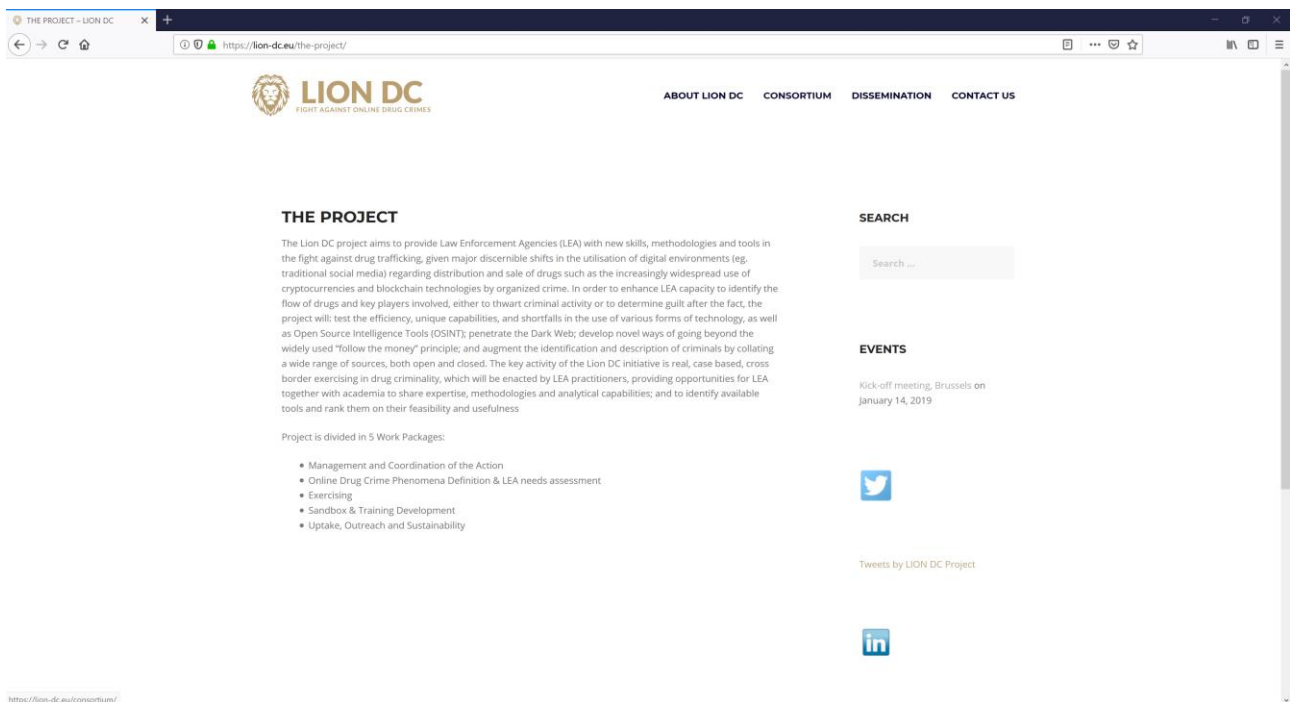 THE PROJECT – LION DC
https://lion-dc.eu/the-project/
LION DC
FIGHT AGAINST ONLINE DRUG CRIMES
ABOUT LION DC CONSORTIUM DISSEMINATION CONTACT US
THE PROJECT
The Lion DC project aims to provide Law Enforcement Agencies (LEA) with new skills, methodologies and tools in
the fight against drug trafficking, given major discernible shifts in the utilisation of digital environments (eg.
traditional social media) regarding distribution and sale of drugs such as the increasingly widespread use of
cryptocurrencies and blockchain technologies by organized crime. In order to enhance LEA capacity to identify the
flow of drugs and key players involved, either to thwart criminal activity or to determine guilt after the fact, the
project will: test the efficiency, unique capabilities, and shortfalls in the use of various forms of technology, as well
as Open Source Intelligence Tools (OSINT); penetrate the Dark Web; develop novel ways of going beyond the
widely used “follow the money” principle; and augment the identification and description of criminals by collating
a wide range of sources, both open and closed. The key activity of the Lion DC initiative is real, case based, cross
border exercising in drug criminality, which will be enacted by LEA practitioners, providing opportunities for LEA
together with academia to share expertise, methodologies and analytical capabilities; and to identify available
tools and rank them on their feasibility and usefulness
Project is divided in 5 Work Packages:
Management and Coordination of the Action
Online Drug Crime Phenomena Definition & LEA needs assessment
Exercising
Sandbox & Training Development
Uptake, Outreach and Sustainability
SEARCH
Search ...
EVENTS
Kick-off meeting, Brussels on
January 14, 2019
Tweets by LION DC Project
in
https://lion-dc.eu/consortium/